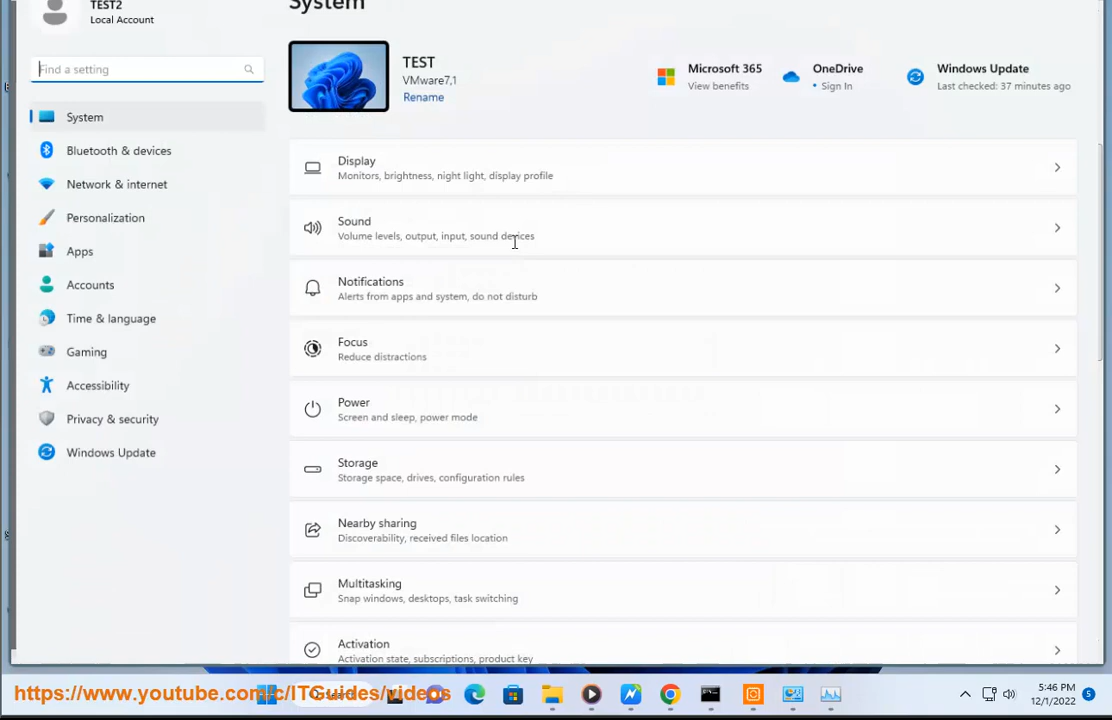 TEST2
Local Account
System
Find a setting
System
Bluetooth & devices
Network & internet
Personalization
Apps
Accounts
Time & language
Gaming
Accessibility
Privacy & security
Windows Update
TEST
VMware7,1
Rename
Microsoft 365
View benefits
OneDrive
• Sign In
Windows Update
Last checked: 37 minutes ago
Display
Monitors, brightness, night light, display profile
Sound
Volume levels, output, input, sound devices
Notifications
Alerts from apps and system, do not disturb
Focus
Reduce distractions
Power
Screen and sleep, power mode
Storage
Storage space, drives, configuration rules
Nearby sharing
Discoverability, received files location
Multitasking
Snap windows, desktops, task switching
Activation
Activation state, subscriptions, product key
https://www.youtube.com/c/ITGuides/videos
5:46 PM
12/1/2022
5